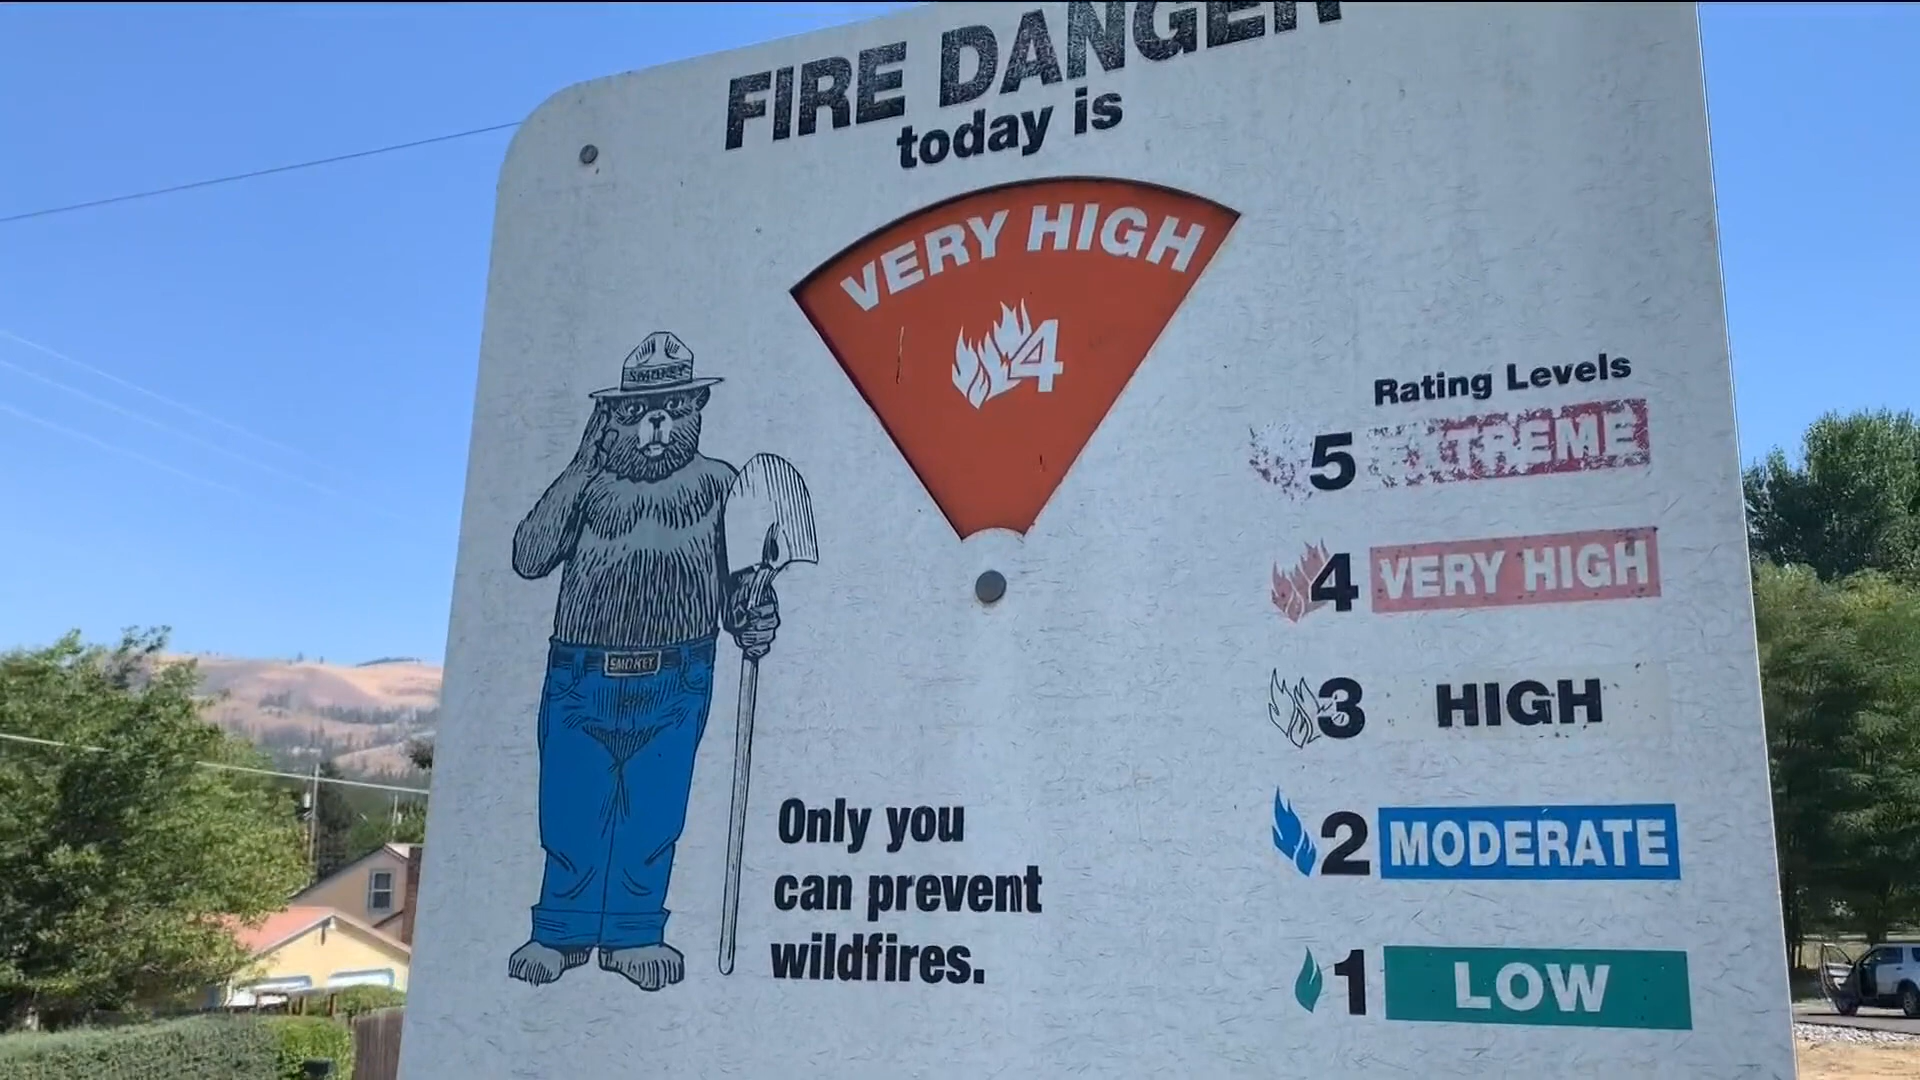 FIRE DANGER
today is
VERY HIGH
4
SMOKEY
SMOKEY
Only you
can prevent
wildfires.
Rating Levels
5 EXTREME
4 VERY HIGH
3 HIGH
2 MODERATE
1 LOW